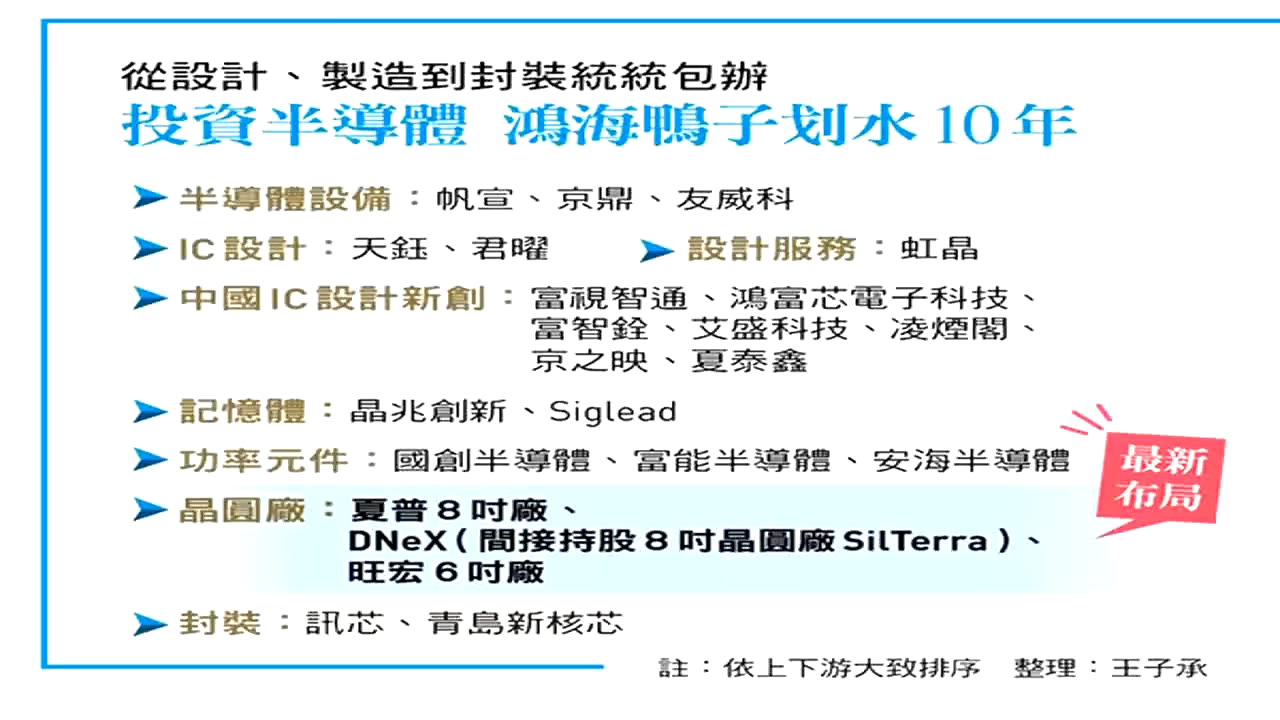 從設計、製造到封裝統統包辦
投資半導體 鴻海鴨子划水10年
半導體設備：帆宣、京鼎、友威科
IC設計：天鈺、君曜
設計服務：虹晶
中國IC設計新創：富視智通、鴻富芯電子科技、
富智銓、艾盛科技、凌煙閣、
京之映、夏泰鑫
記憶體：晶兆創新、Siglead
功率元件：國創半導體、富能半導體、安海半導體
最新
布局
晶圓廠：夏普8吋廠、
DNeX(間接持股8吋晶圓廠SilTerra)、
旺宏6吋廠
封裝：訊芯、青島新核芯
註：依上下游大致排序 整理：王子承